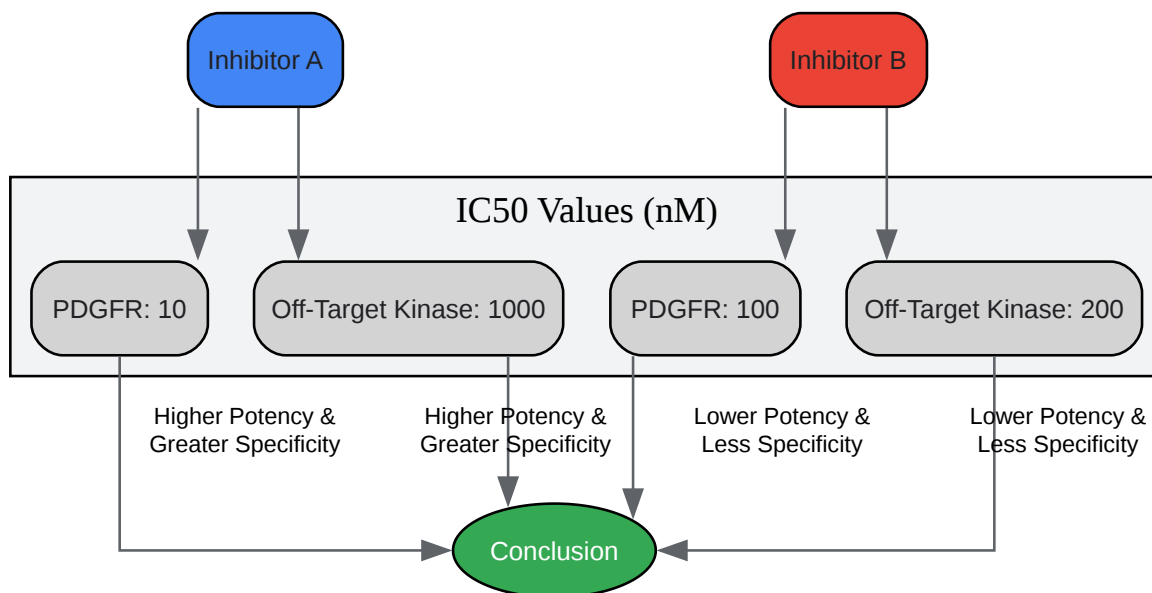 Inhibitor A
Inhibitor B
IC50 Values (nM)
PDGFR: 10
Off-Target Kinase: 1000
PDGFR: 100
Off-Target Kinase: 200
Higher Potency &
Greater Specificity
Higher Potency &
Greater Specificity
Lower Potency &
Less Specificity
Lower Potency &
Less Specificity
Conclusion